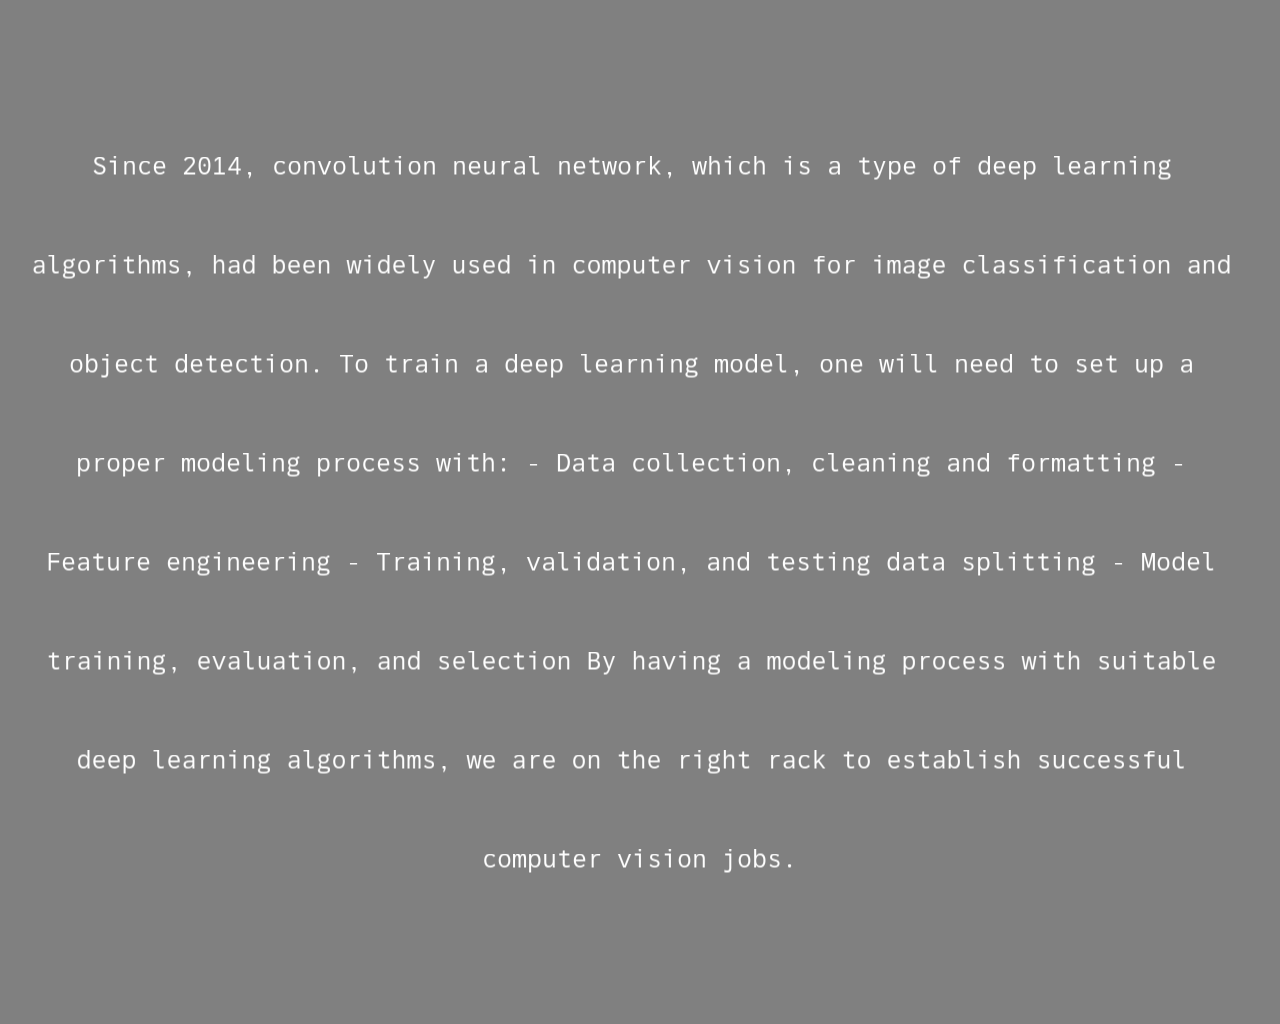 Since 2014, convolution neural network, which is a type of deep learning
algorithms, had been widely used in computer vision for image classification and
object detection. To train a deep learning model, one will need to set up a
proper modeling process with: - Data collection, cleaning and formatting -
Feature engineering - Training, validation, and testing data splitting - Model
training, evaluation, and selection By having a modeling process with suitable
deep learning algorithms, we are on the right rack to establish successful
computer vision jobs.